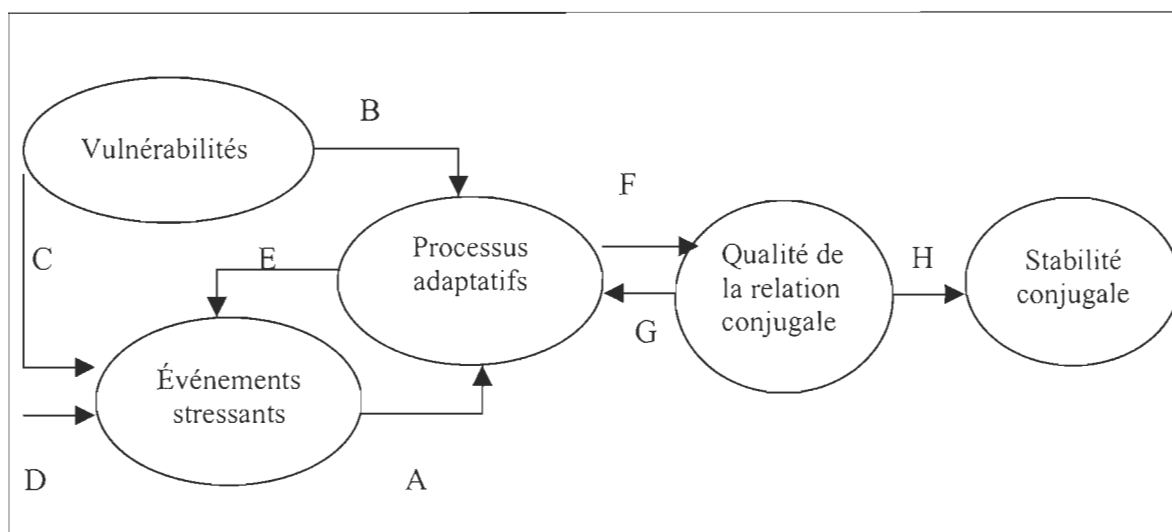 B
Vulnérabilités
F
C
E
Processus
adaptatifs
Qualité de
la relation
conjugale
H
Stabilité
conjugale
G
Événements
stressants
D
A